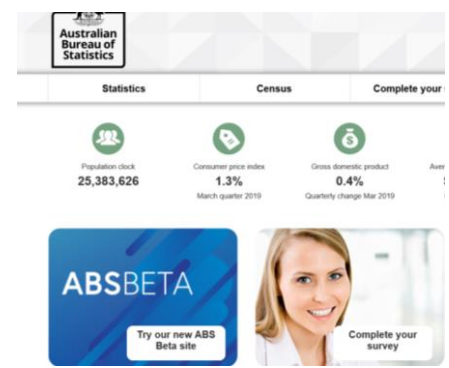 Australian
Bureau of
Statistics
Statistics Census Complete your
Population clock Consumer price index Gross domestic product Aver
25,383,626 1.3% 0.4%
March quarter 2019 Quarterly change Mar 2019
ABSBETA
Try our new ABS
Beta site
Complete your
survey